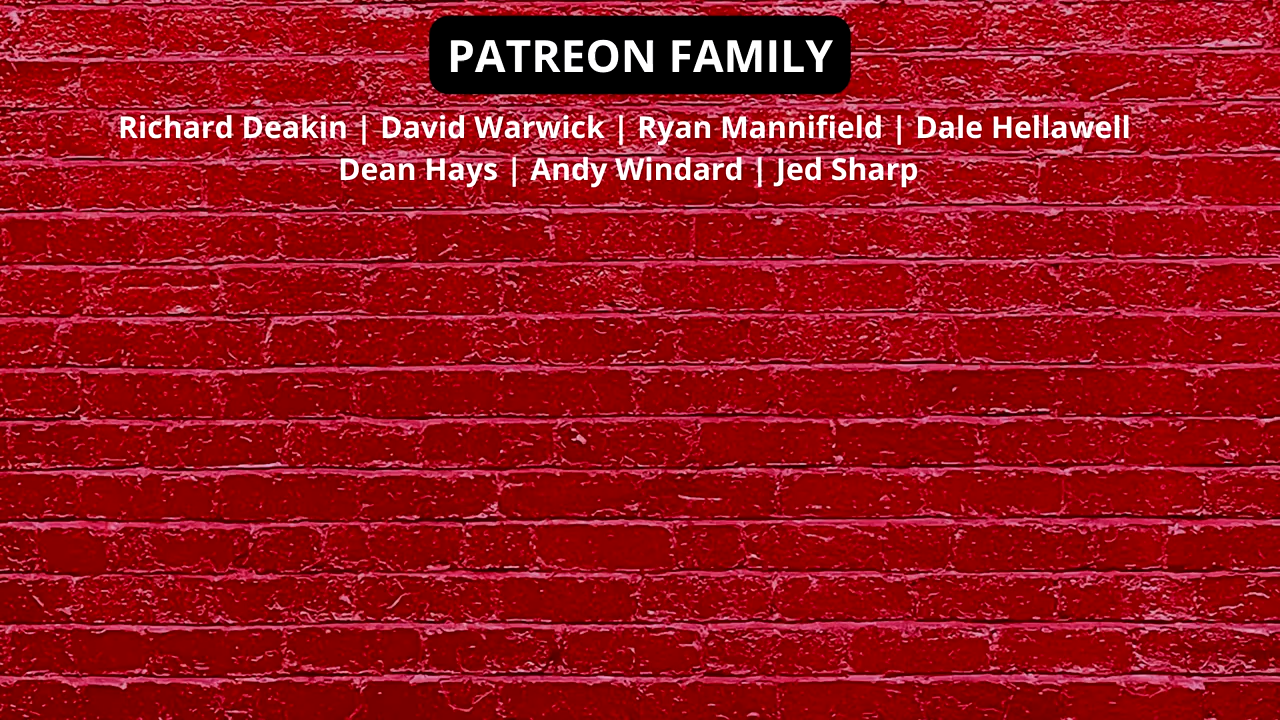 PATREON FAMILY
Richard Deakin | David Warwick | Ryan Mannifield | Dale Hellawell
Dean Hays | Andy Windard | Jed Sharp